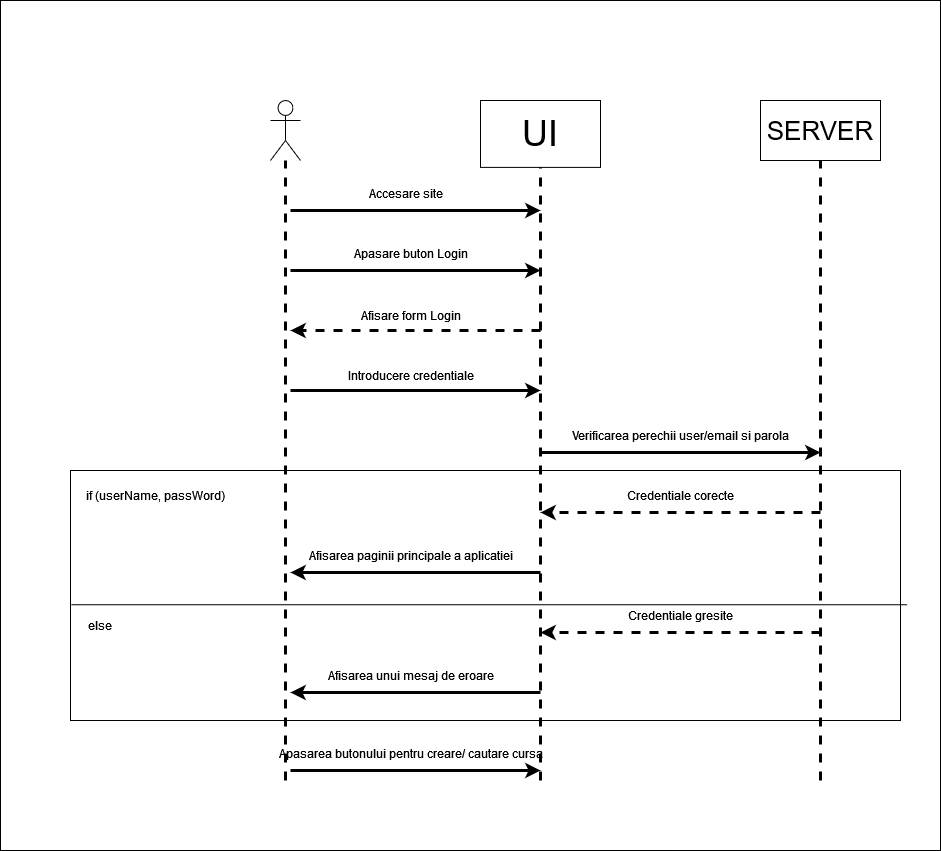 UI
SERVER
Accesare site
Apasare buton Login
Afisare form Login
Introducere credentiale
Verificarea perechii user/email si parola
if (userName, passWord)
Credentiale corecte
Afisarea paginii principale a aplicatiei
else
Credentiale gresite
Afisarea unui mesaj de eroare
Apasarea butonului pentru creare/ cautare cursa